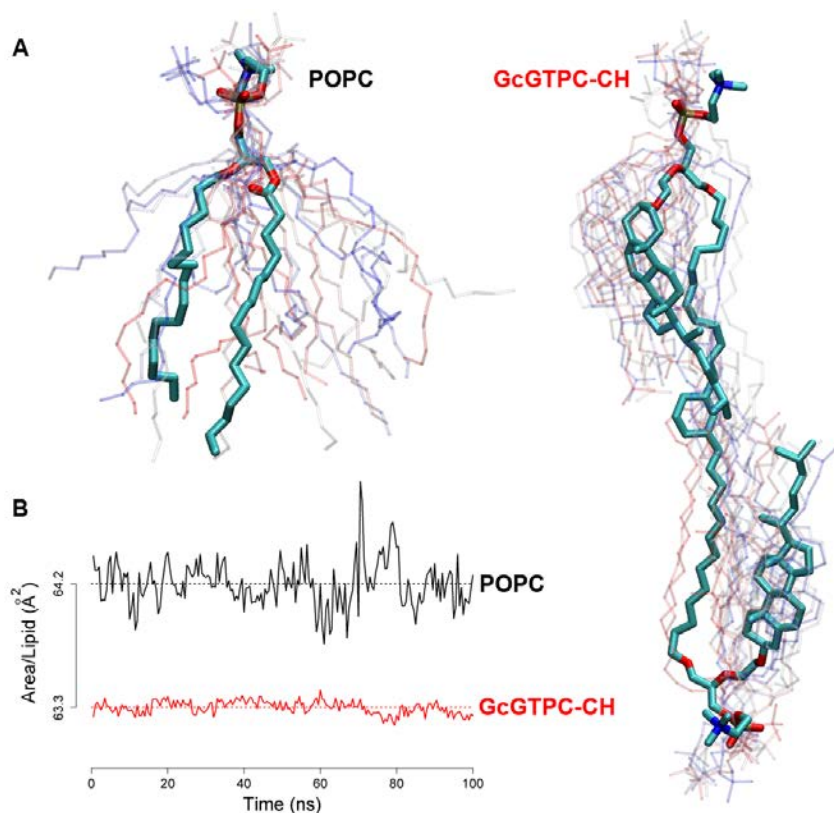 A
POPC
GcGTPC-CH
B
Area/Lipid (Å²)
64.2
63.3
POPC
GcGTPC-CH
0
20
40
60
80
100
Time (ns)